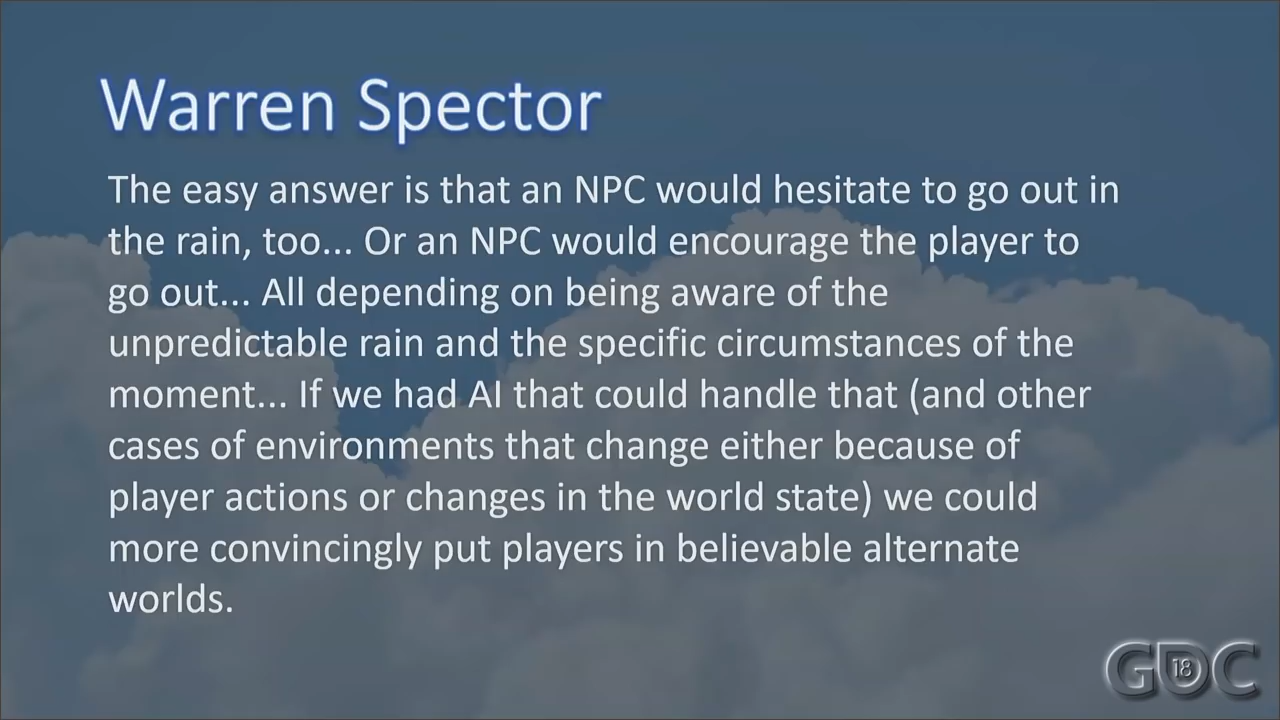 Warren Spector
The easy answer is that an NPC would hesitate to go out in
the rain, too... Or an NPC would encourage the player to
go out... All depending on being aware of the
unpredictable rain and the specific circumstances of the
moment... If we had AI that could handle that (and other
cases of environments that change either because of
player actions or changes in the world state) we could
more convincingly put players in believable alternate
worlds.
GDC 18